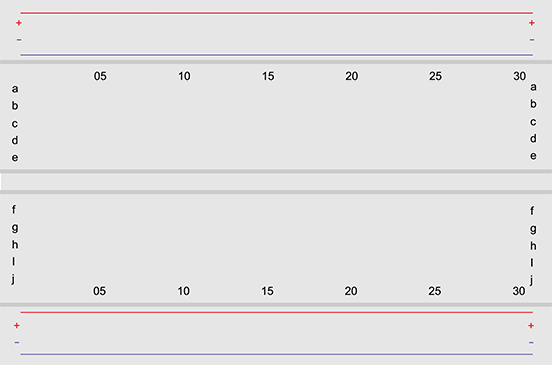 + +
− −
05 10 15 20 25 30
a a
b b
c c
d d
e e
f f
g g
h h
I I
j j
05 10 15 20 25 30
+ +
− −